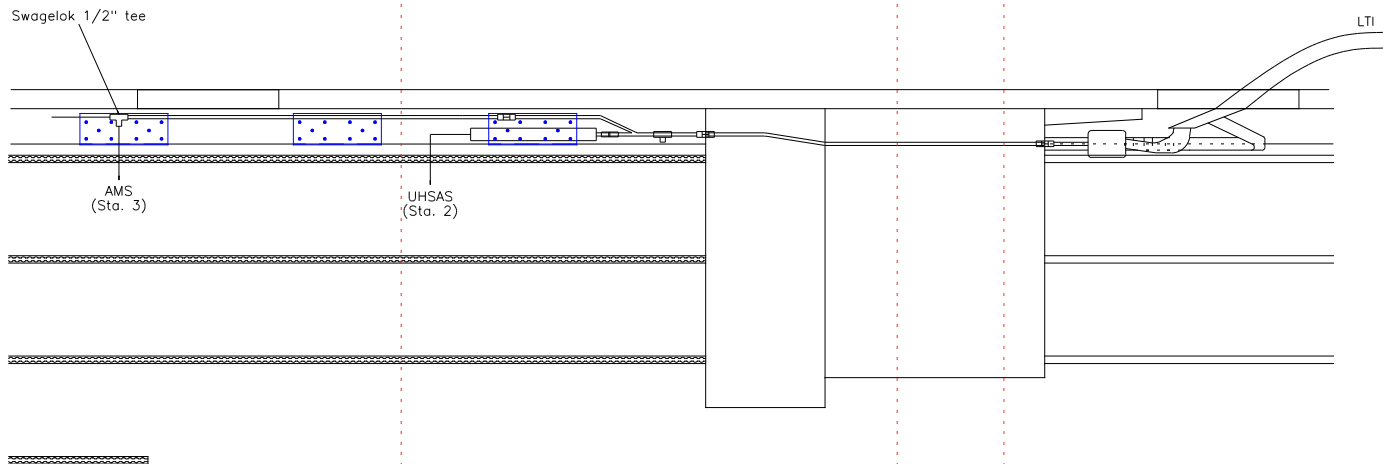 Swagelok 1/2" tee
LTI
AMS
(Sta. 3)
UHSAS
(Sta. 2)